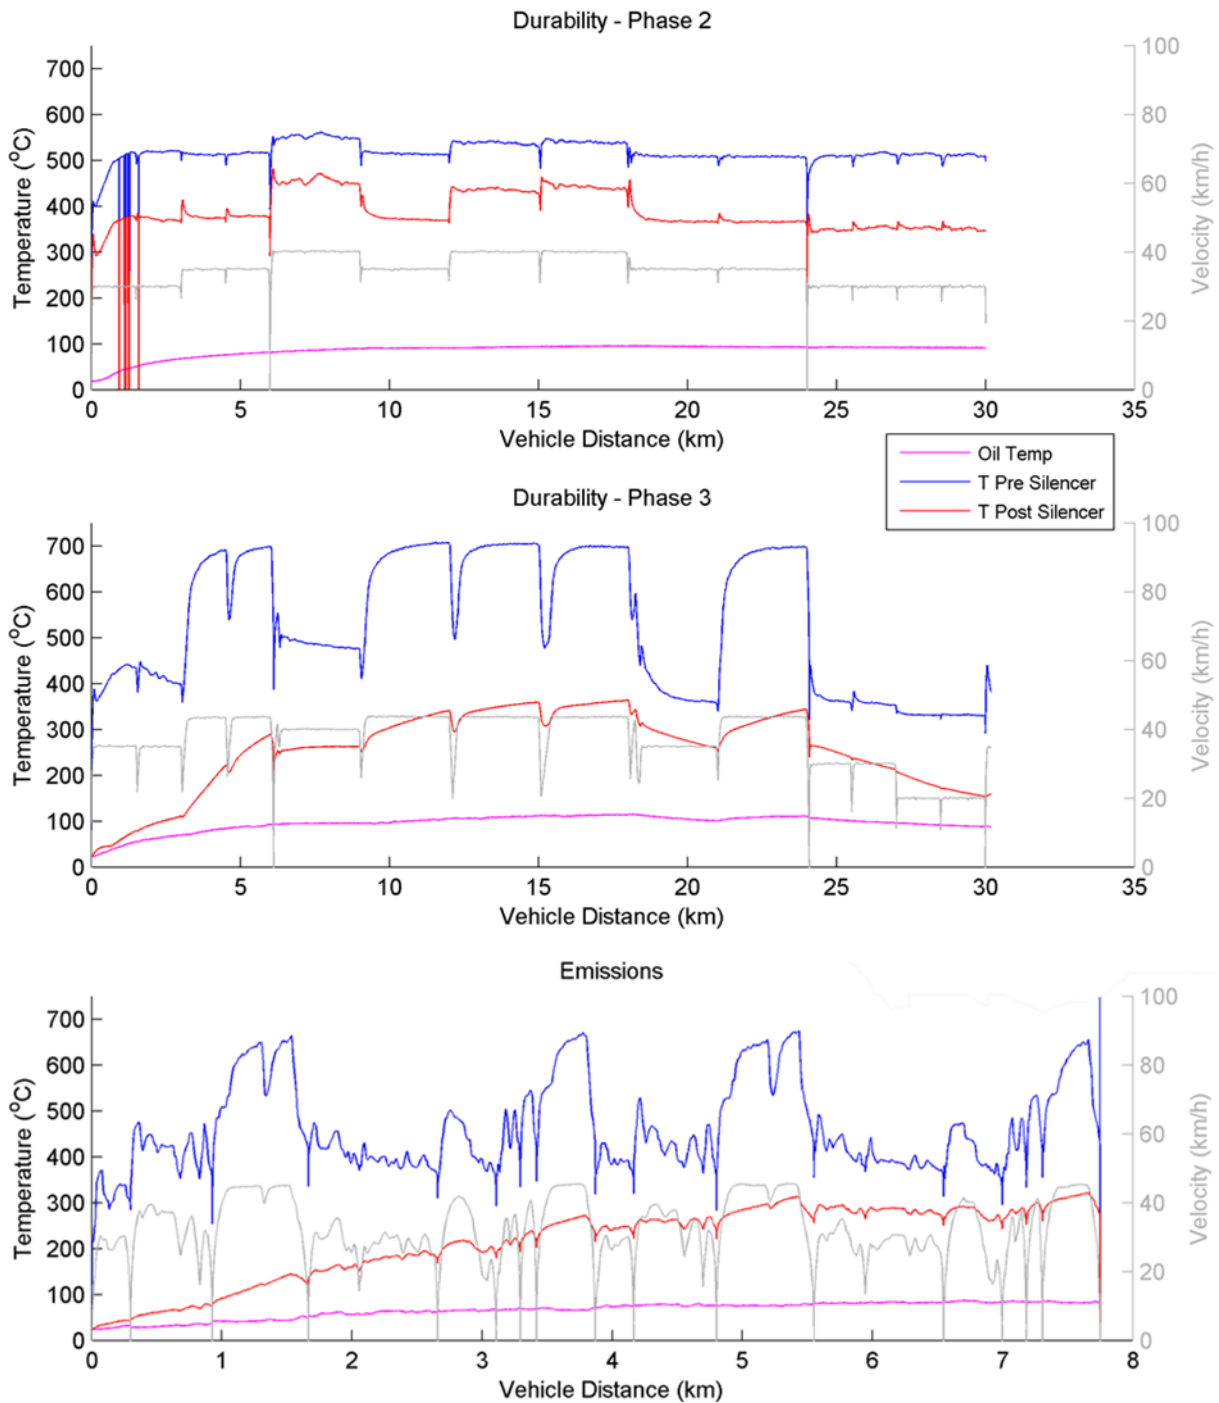 Durability - Phase 2
Temperature (°C)
700
600
500
400
300
200
100
0
100
80
60
40
20
0
Velocity (km/h)
0 5 10 15 20 25 30 35
Vehicle Distance (km)
Oil Temp
T Pre Silencer
T Post Silencer
Durability - Phase 3
Temperature (°C)
700
600
500
400
300
200
100
0
100
80
60
40
20
0
Velocity (km/h)
0 5 10 15 20 25 30 35
Vehicle Distance (km)
Emissions
Temperature (°C)
700
600
500
400
300
200
100
0
100
80
60
40
20
0
Velocity (km/h)
0 1 2 3 4 5 6 7 8
Vehicle Distance (km)